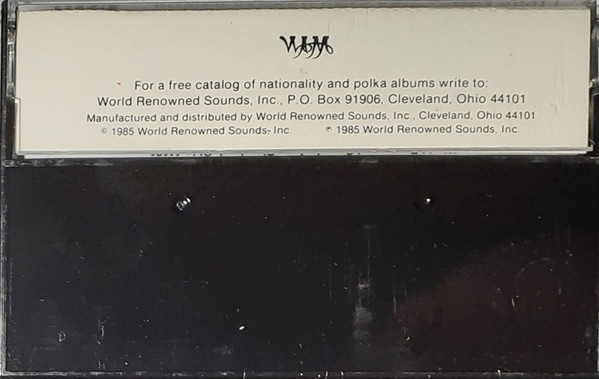 For a free catalog of nationality and polka albums write to:
World Renowned Sounds, Inc., P.O. Box 91906, Cleveland, Ohio 44101
Manufactured and distributed by World Renowned Sounds, Inc., Cleveland, Ohio 44101
© 1985 World Renowned Sounds, Inc. ℗ 1985 World Renowned Sounds, Inc.